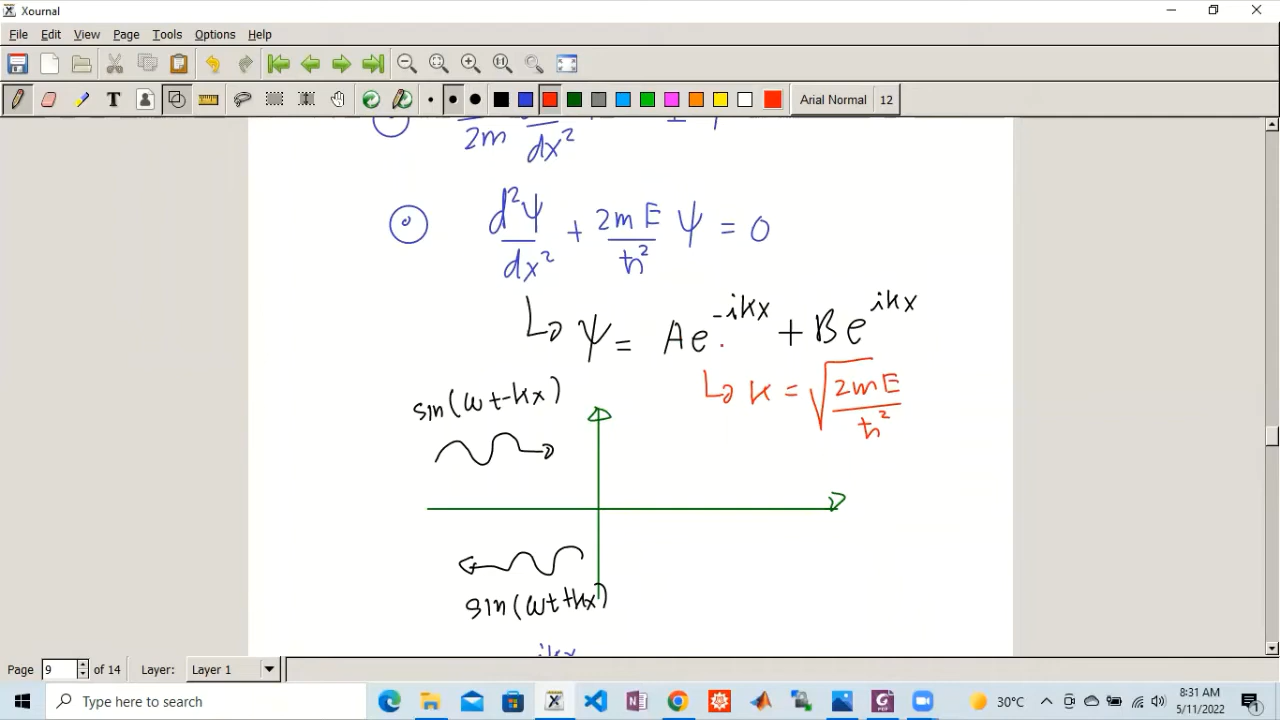 Xournal
File Edit View Page Tools Options Help
Arial Normal 12
2m dx²
d²Ψ/dx² + 2mE/ħ² Ψ = 0
Ψ = Ae^-ikx + Be^ikx
k = √(2mE/ħ²)
sin(ωt-kx)
sin(ωt+kx)
ikx
Page 9 of 14 Layer: Layer 1
Type here to search
30°C
8:31 AM
5/11/2022